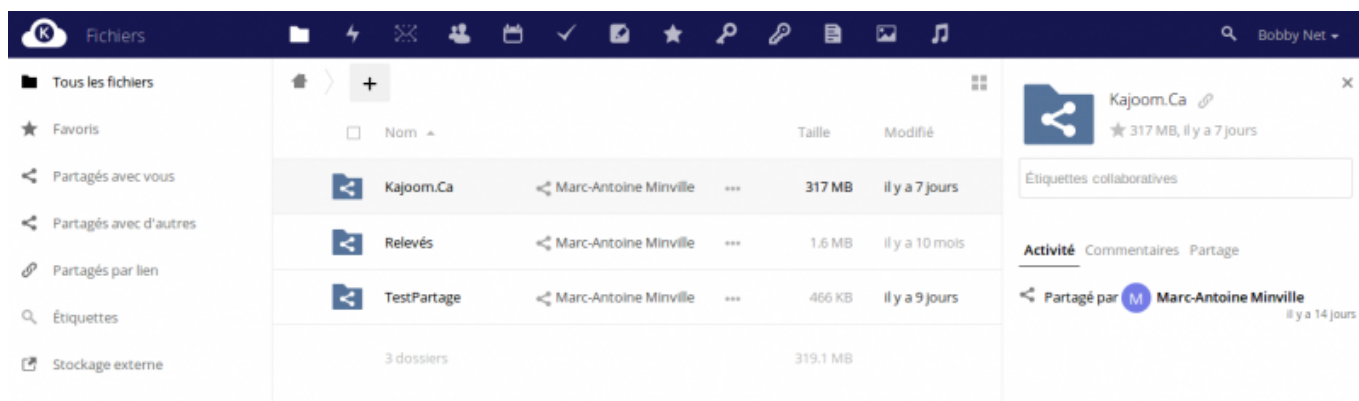 K Fichiers Bobby Net
Tous les fichiers
Favoris
Partagés avec vous
Partagés avec d'autres
Partagés par lien
Étiquettes
Stockage externe
+
Nom Taille Modifié
Kajoom.Ca Marc-Antoine Minville ••• 317 MB il y a 7 jours
Relevés Marc-Antoine Minville ••• 1.6 MB il y a 10 mois
TestPartage Marc-Antoine Minville ••• 466 KB il y a 9 jours
3 dossiers 319.1 MB
Kajoom.Ca
317 MB, il y a 7 jours
Étiquettes collaboratives
Activité Commentaires Partage
Partagé par M Marc-Antoine Minville
il y a 14 jours